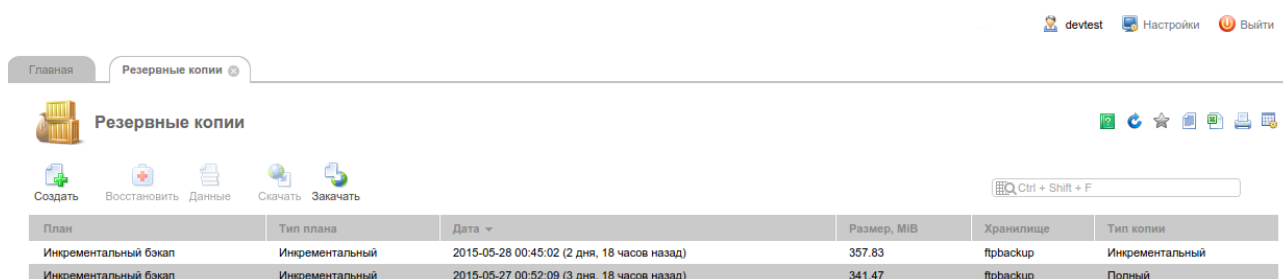 devtest Настройки Выйти
Главная Резервные копии
Резервные копии
Создать Восстановить Данные Скачать Закачать
Ctrl + Shift + F
План Тип плана Дата Размер, MiB Хранилище Тип копии
Инкрементальный бэкап Инкрементальный 2015-05-28 00:45:02 (2 дня, 18 часов назад) 357.83 ftpbackup Инкрементальный
Инкрементальный бэкап Инкрементальный 2015-05-27 00:52:09 (3 дня, 18 часов назад) 341.47 ftpbackup Полный